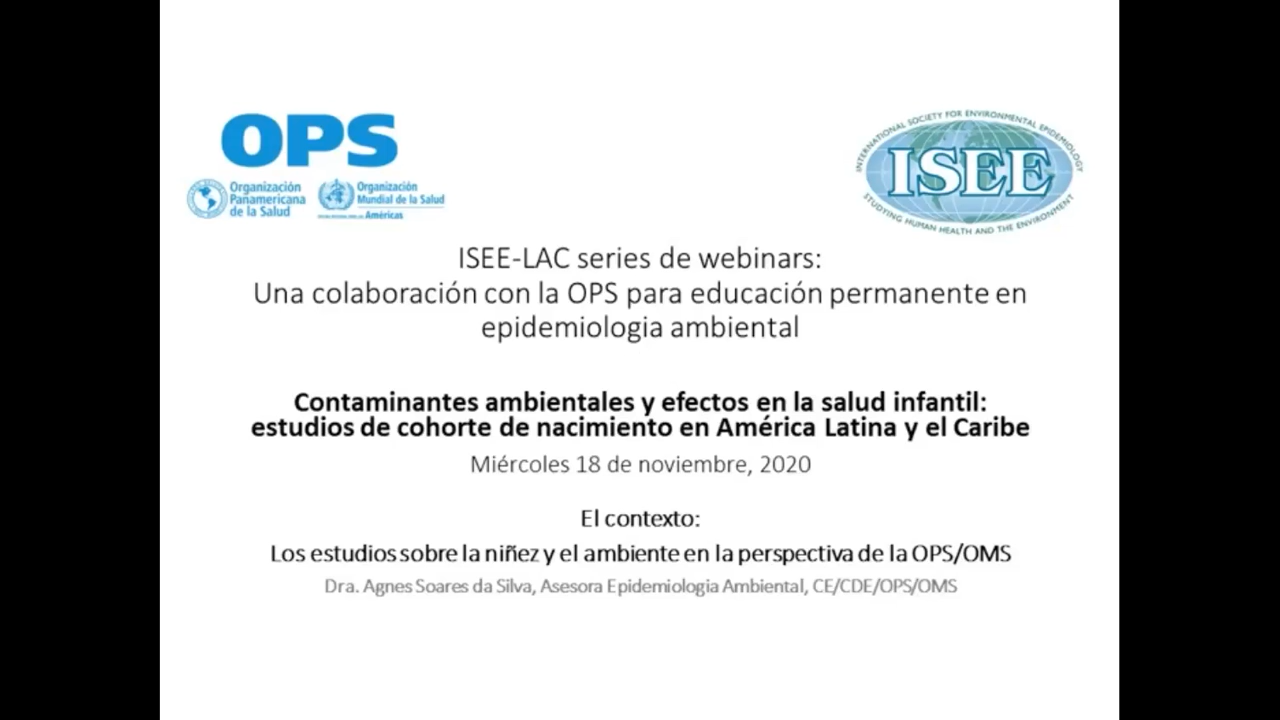 OPS
Organización
Panamericana
de la Salud
Organización
Mundial de la Salud
Américas
INTERNATIONAL SOCIETY FOR ENVIRONMENTAL EPIDEMIOLOGY
ISEE
STUDYING HUMAN HEALTH AND THE ENVIRONMENT
ISEE-LAC series de webinars:
Una colaboración con la OPS para educación permanente en
epidemiologia ambiental
Contaminantes ambientales y efectos en la salud infantil:
estudios de cohorte de nacimiento en América Latina y el Caribe
Miércoles 18 de noviembre, 2020
El contexto:
Los estudios sobre la niñez y el ambiente en la perspectiva de la OPS/OMS
Dra. Agnes Soares da Silva, Asesora Epidemiologia Ambiental, CE/CDE/OPS/OMS